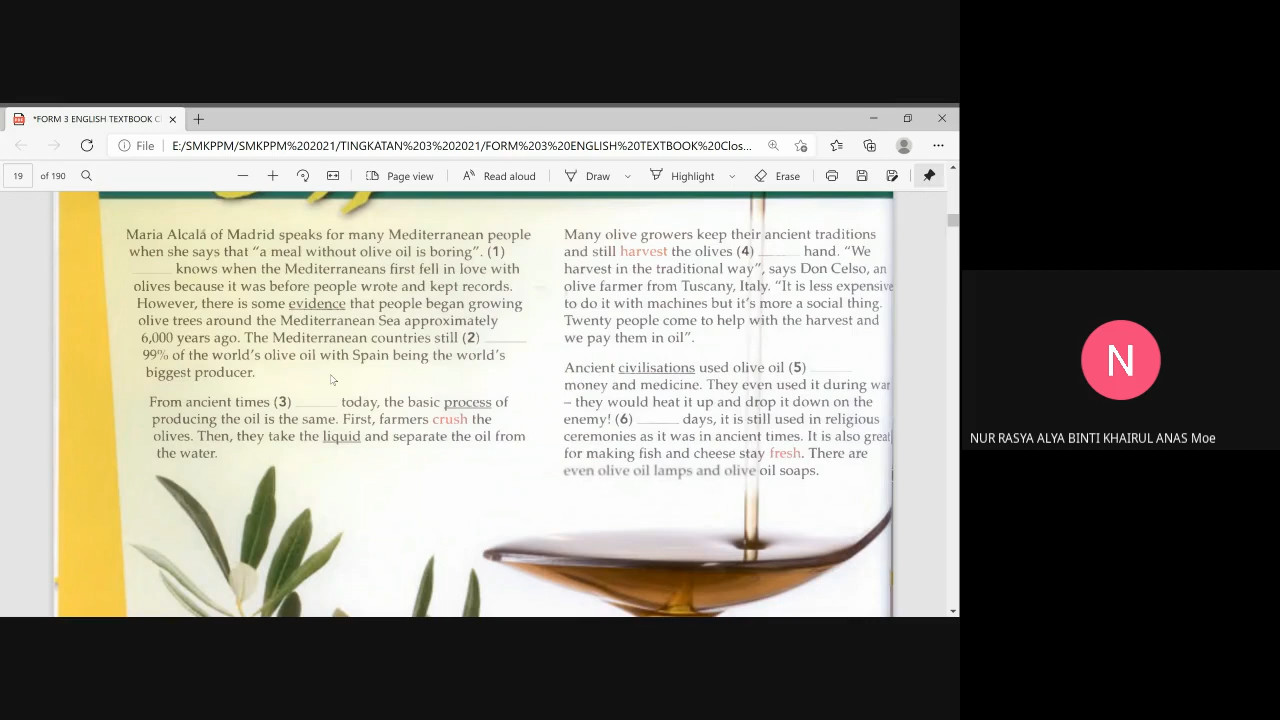 *FORM 3 ENGLISH TEXTBOOK C
File E:/SMKPPM/SMKPPM%202021/TINGKATAN%203%202021/FORM%203%20ENGLISH%20TEXTBOOK%20Clos...
19 of 190 Page view Read aloud Draw Highlight Erase
Maria Alcalá of Madrid speaks for many Mediterranean people
when she says that “a meal without olive oil is boring”. (1)
______ knows when the Mediterraneans first fell in love with
olives because it was before people wrote and kept records.
However, there is some evidence that people began growing
olive trees around the Mediterranean Sea approximately
6,000 years ago. The Mediterranean countries still (2) ______
99% of the world’s olive oil with Spain being the world’s
biggest producer.
From ancient times (3) ______ today, the basic process of
producing the oil is the same. First, farmers crush the
olives. Then, they take the liquid and separate the oil from
the water.
Many olive growers keep their ancient traditions
and still harvest the olives (4) ______ hand. “We
harvest in the traditional way”, says Don Celso, an
olive farmer from Tuscany, Italy. “It is less expensive
to do it with machines but it’s more a social thing.
Twenty people come to help with the harvest and
we pay them in oil”.
Ancient civilisations used olive oil (5) ______
money and medicine. They even used it during war
– they would heat it up and drop it down on the
enemy! (6) ______ days, it is still used in religious
ceremonies as it was in ancient times. It is also great
for making fish and cheese stay fresh. There are
even olive oil lamps and olive oil soaps.
N
NUR RASYA ALYA BINTI KHAIRUL ANAS Moe